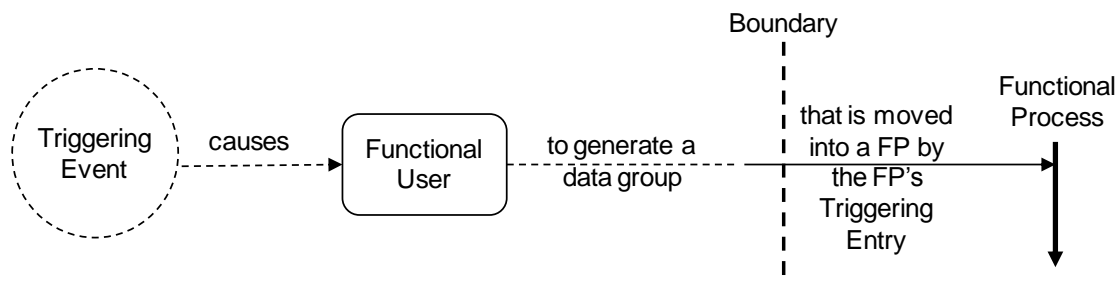 Boundary
Functional
Process
Triggering
Event
causes
Functional
User
to generate a
data group
that is moved
into a FP by
the FP's
Triggering
Entry